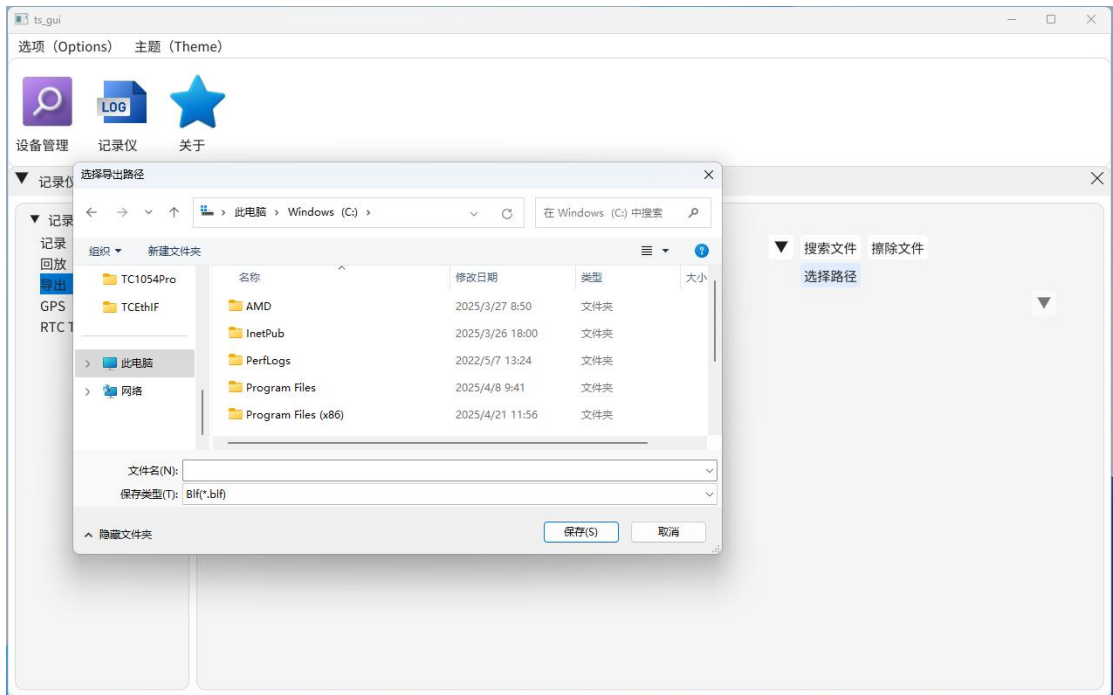 ts_gui
选项（Options） 主题（Theme）
LOG
设备管理 记录仪 关于
选择导出路径
记录仪
此电脑 › Windows (C:) ›
在 Windows (C:) 中搜索
组织 新建文件夹
记录
记录
回放
导出
GPS
RTC T
TC1054Pro
TCEthIF
此电脑
网络
名称 修改日期 类型 大小
AMD 2025/3/27 8:50 文件夹
InetPub 2025/3/26 18:00 文件夹
PerfLogs 2022/5/7 13:24 文件夹
Program Files 2025/4/8 9:41 文件夹
Program Files (x86) 2025/4/21 11:56 文件夹
文件名(N):
保存类型(T): Blf(*.blf)
隐藏文件夹
保存(S) 取消
搜索文件 擦除文件
选择路径